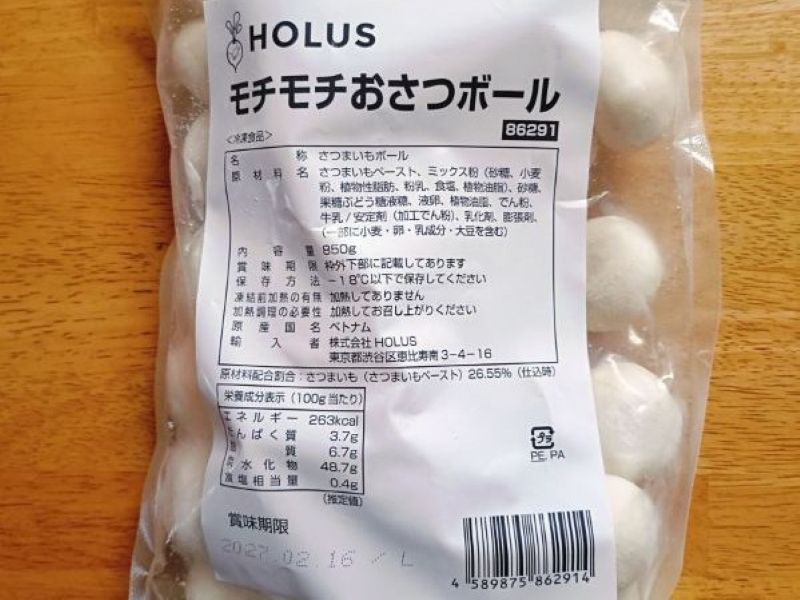 HOLUS
モチモチおさつボール
86291
<冷凍食品>
名称 さつまいもボール
原材料名 さつまいもペースト、ミックス粉(砂糖、小麦
粉、植物性脂肪、粉乳、食塩、植物油脂)、砂糖、
果糖ぶどう糖液糖、液卵、植物油脂、でん粉、
牛乳/安定剤(加工でん粉)、乳化剤、膨張剤、
(一部に小麦・卵・乳成分・大豆を含む)
内容量 850g
賞味期限 枠外下部に記載してあります
保存方法 -18℃以下で保存してください
凍結前加熱の有無 加熱してありません
加熱調理の必要性 加熱してお召し上がりください
原産国名 ベトナム
輸入者 株式会社 HOLUS
東京都渋谷区恵比寿南3-4-16
原材料配合割合:さつまいも(さつまいもペースト)26.55%(仕込時)
栄養成分表示(100g当たり)
エネルギー 263kcal
たんぱく質 3.7g
質 6.7g
炭水化物 48.7g
食塩相当量 0.4g
(推定値)
PE, PA
賞味期限
2027.02.16 / L
4 589875 862914